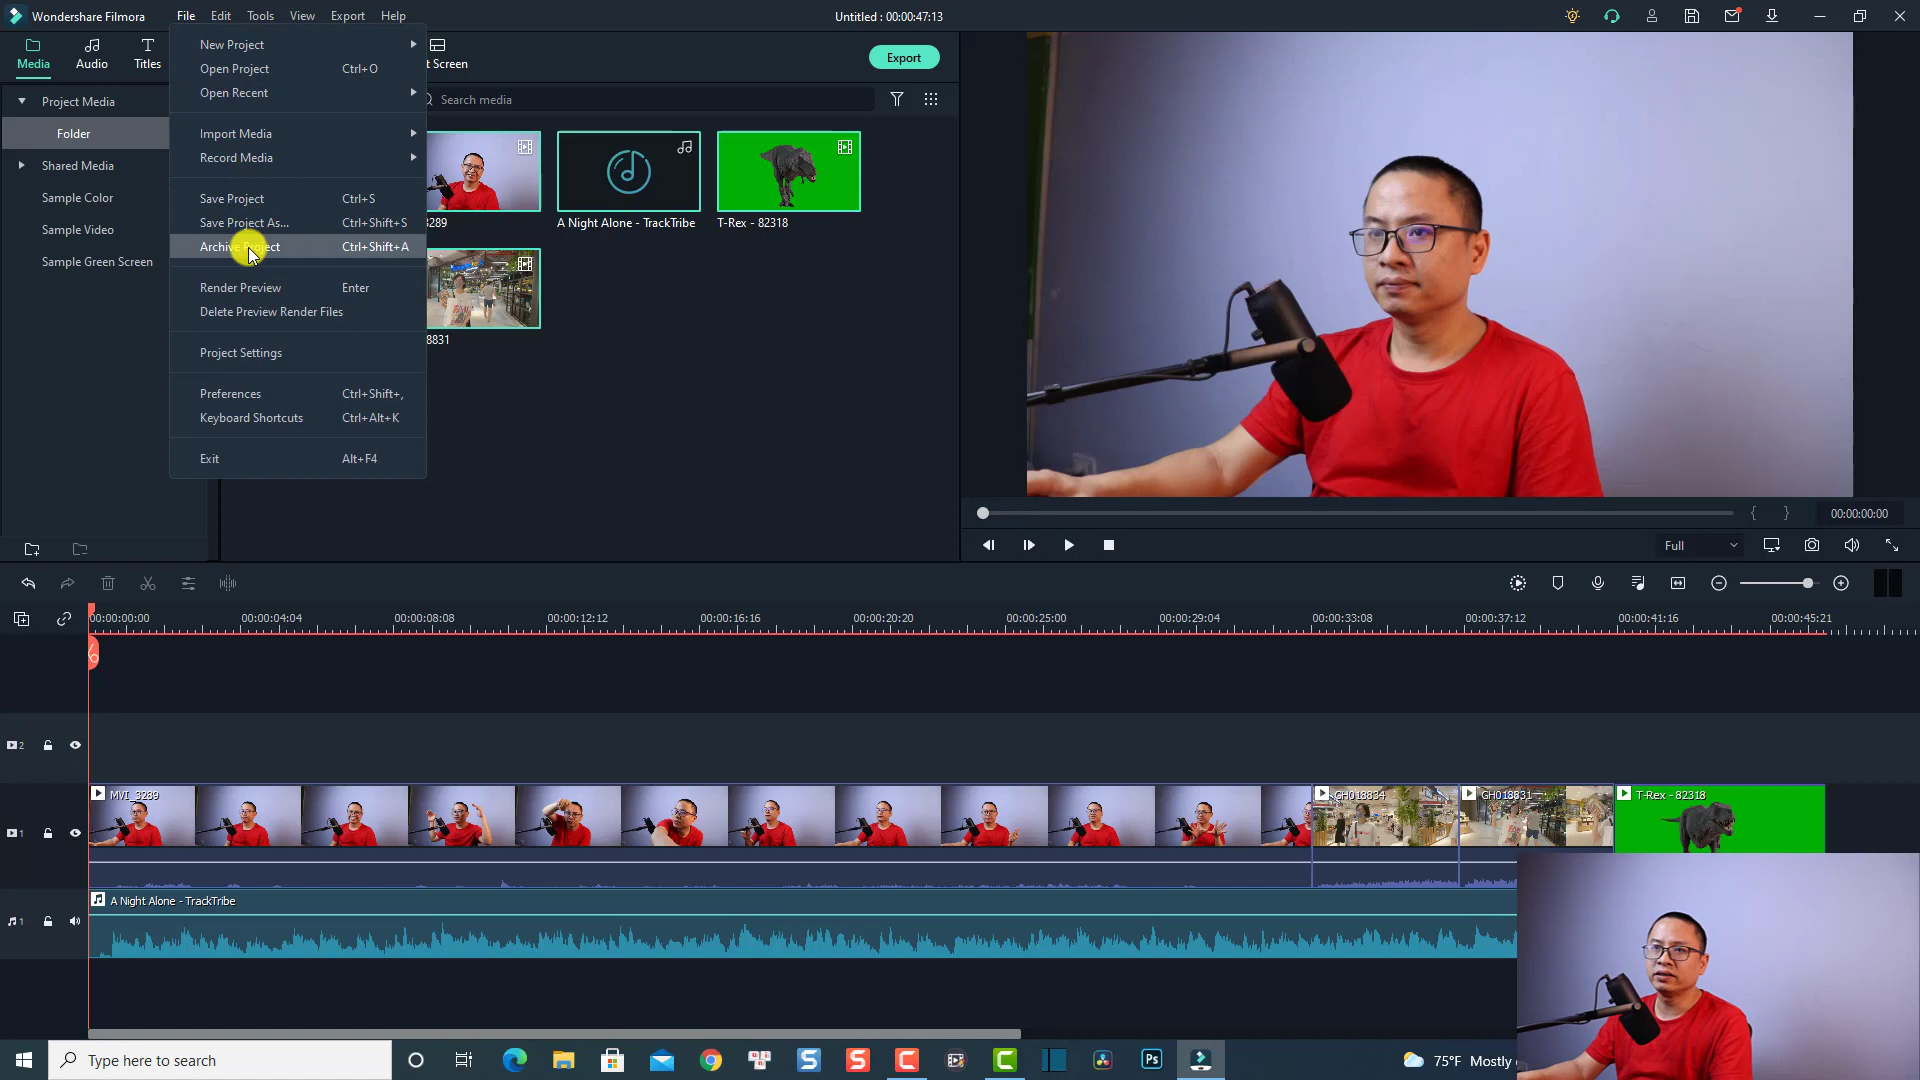 Wondershare Filmora
File Edit Tools View Export Help
Untitled : 00:00:47:13
Media Audio Titles t Screen
Export
New Project
Open Project Ctrl+O
Open Recent
Import Media
Record Media
Save Project Ctrl+S
Save Project As... Ctrl+Shift+S
Archive Project Ctrl+Shift+A
Render Preview Enter
Delete Preview Render Files
Project Settings
Preferences Ctrl+Shift+,
Keyboard Shortcuts Ctrl+Alt+K
Exit Alt+F4
Project Media
Folder
Shared Media
Sample Color
Sample Video
Sample Green Screen
Search media
3289 A Night Alone - TrackTribe T-Rex - 82318
8831
{ } 00:00:00:00
Full
00:00:00:00 00:00:04:04 00:00:08:08 00:00:12:12 00:00:16:16 00:00:20:20 00:00:25:00 00:00:29:04 00:00:33:08 00:00:37:12 00:00:41:16 00:00:45:21
2
1
MVI_3289 GH018834 GH018831 T-Rex - 82318
1
A Night Alone - TrackTribe
Type here to search
75°F Mostly